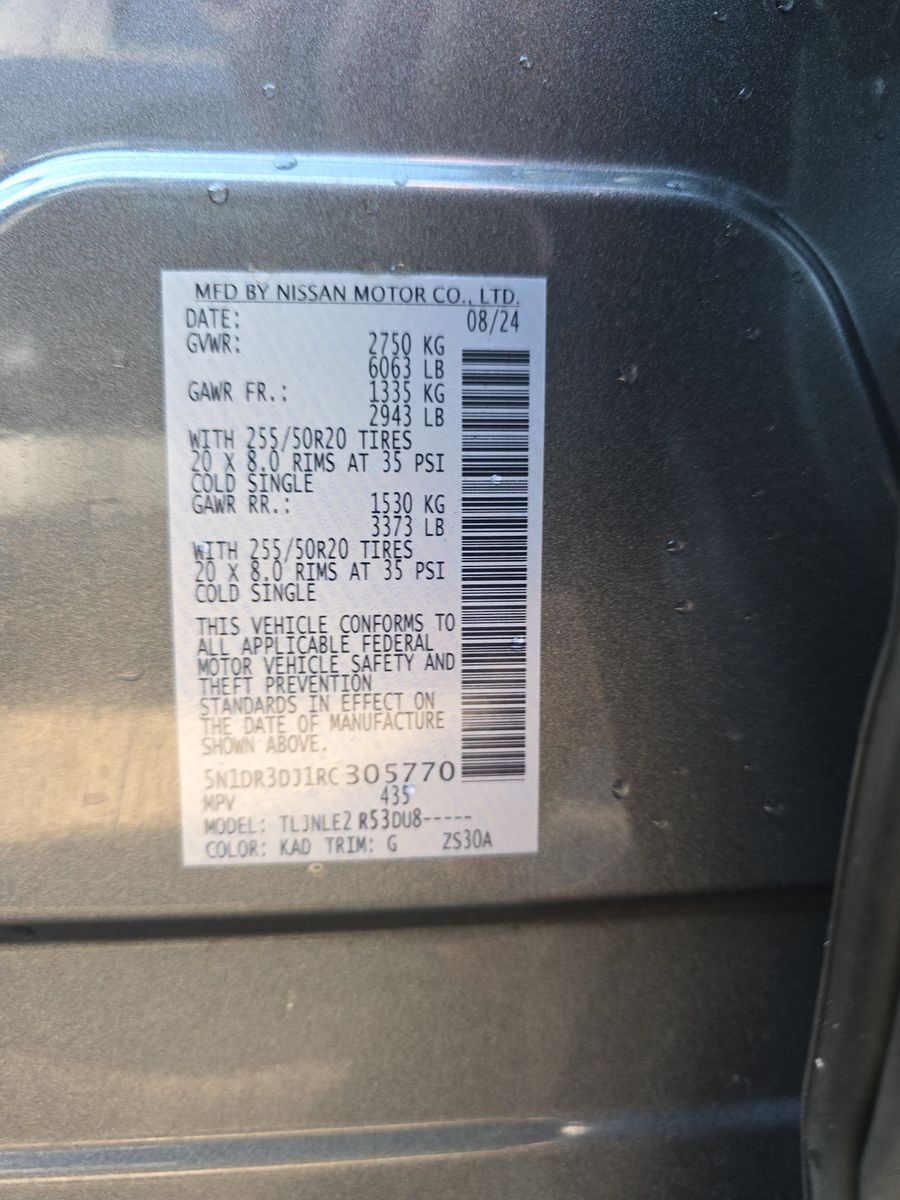 MFD BY NISSAN MOTOR CO., LTD.
DATE: 08/24
GVWR: 2750 KG
6063 LB
GAWR FR.: 1335 KG
2943 LB
WITH 255/50R20 TIRES
20 X 8.0 RIMS AT 35 PSI
COLD SINGLE
GAWR RR.: 1530 KG
3373 LB
WITH 255/50R20 TIRES
20 X 8.0 RIMS AT 35 PSI
COLD SINGLE
THIS VEHICLE CONFORMS TO
ALL APPLICABLE FEDERAL
MOTOR VEHICLE SAFETY AND
THEFT PREVENTION
STANDARDS IN EFFECT ON
THE DATE OF MANUFACTURE
SHOWN ABOVE.
5N1DR3DJ1RC305770
MPV 435
MODEL: TLJNLE2 R53DU8-----
COLOR: KAD TRIM: G ZS30A